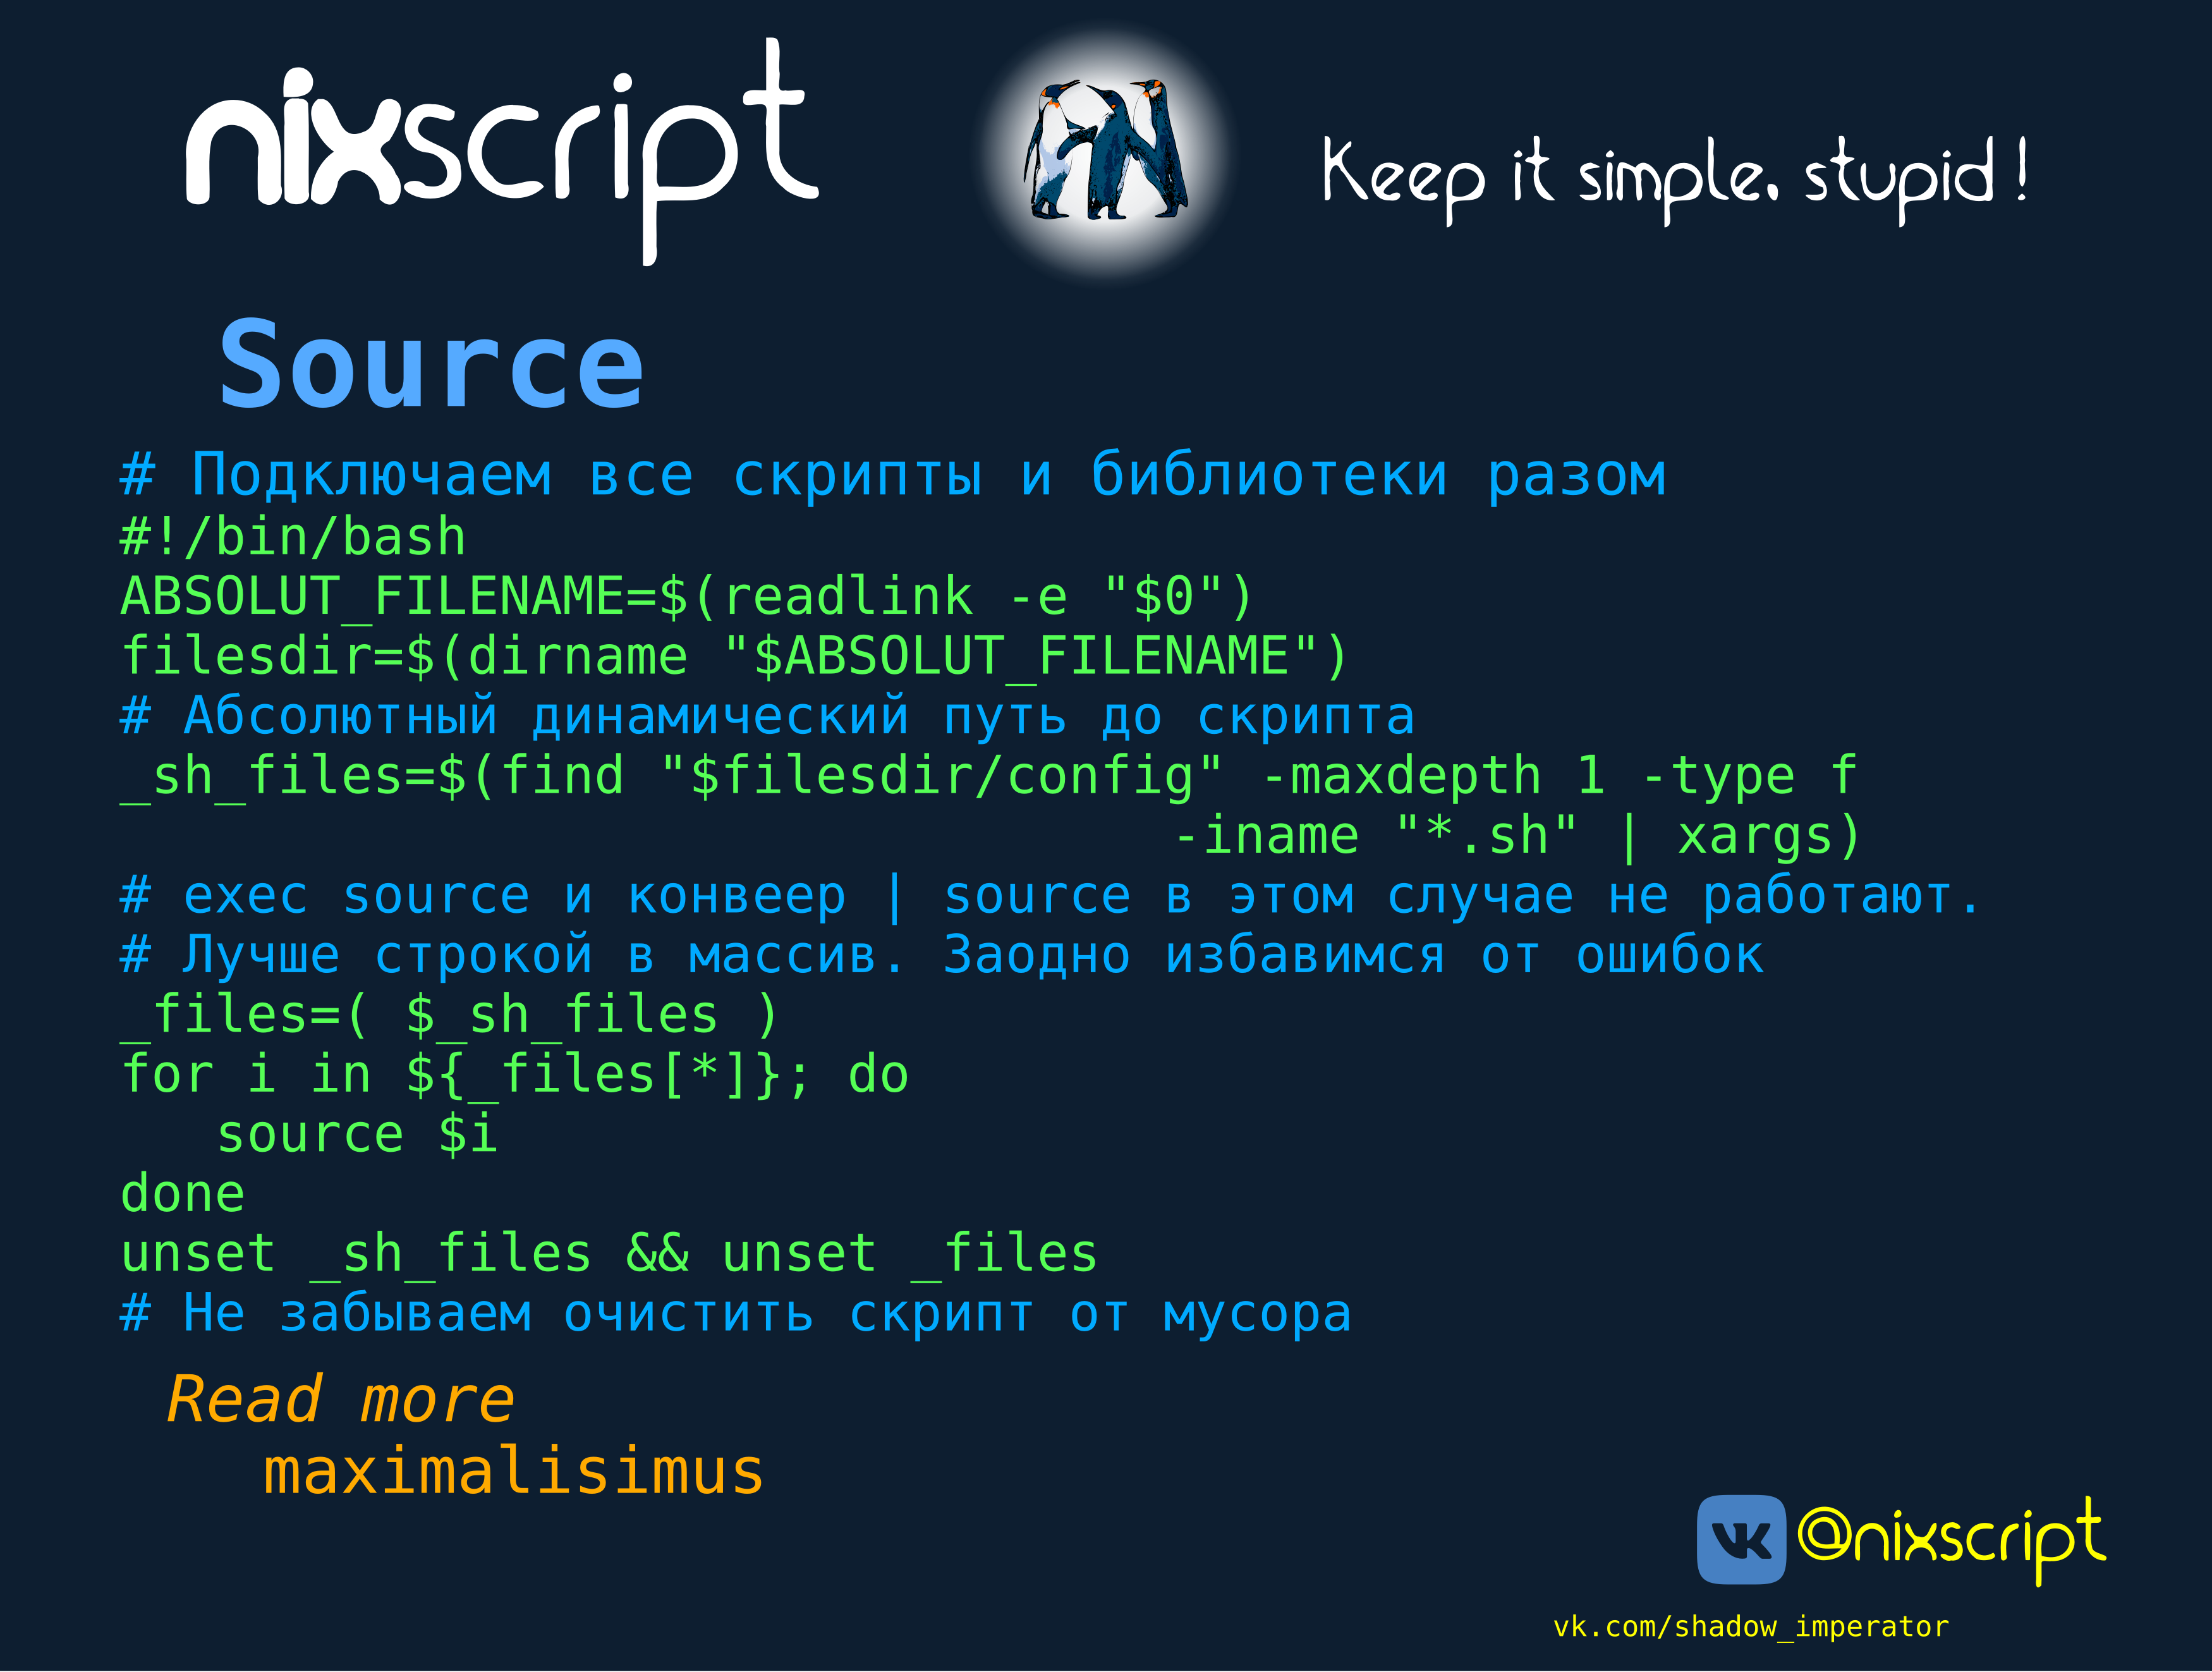 nixscript
Keep it simple, stupid !
Source
# Подключаем все скрипты и библиотеки разом
#!/bin/bash
ABSOLUT_FILENAME=$(readlink -e "$0")
filesdir=$(dirname "$ABSOLUT_FILENAME")
# Абсолютный динамический путь до скрипта
_sh_files=$(find "$filesdir/config" -maxdepth 1 -type f
-iname "*.sh" | xargs)
# exec source и конвеер | source в этом случае не работают.
# Лучше строкой в массив. Заодно избавимся от ошибок
_files=( $_sh_files )
for i in ${_files[*]}; do
source $i
done
unset _sh_files && unset _files
# Не забываем очистить скрипт от мусора
Read more
maximalisimus
VK @nixscript
vk.com/shadow_imperator